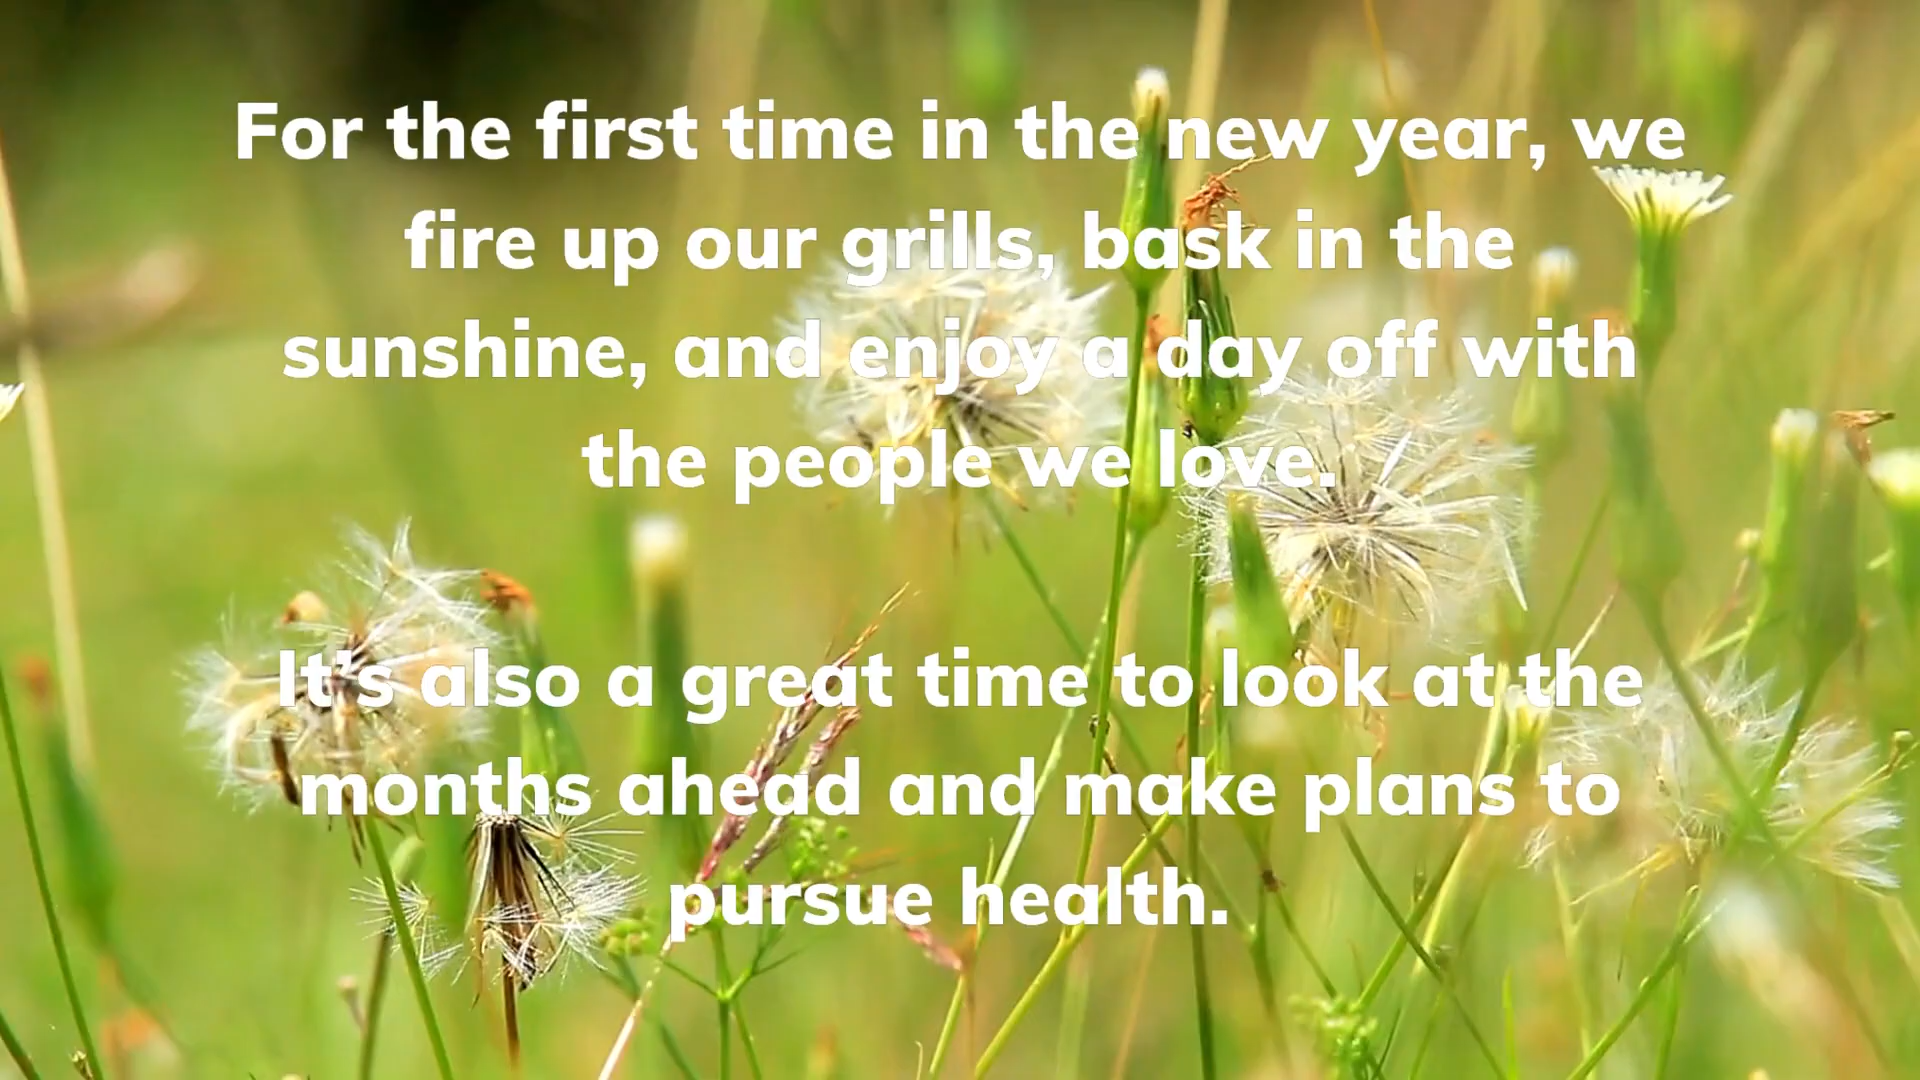 For the first time in the new year, we
fire up our grills, bask in the
sunshine, and enjoy a day off with
the people we love.
It’s also a great time to look at the
months ahead and make plans to
pursue health.